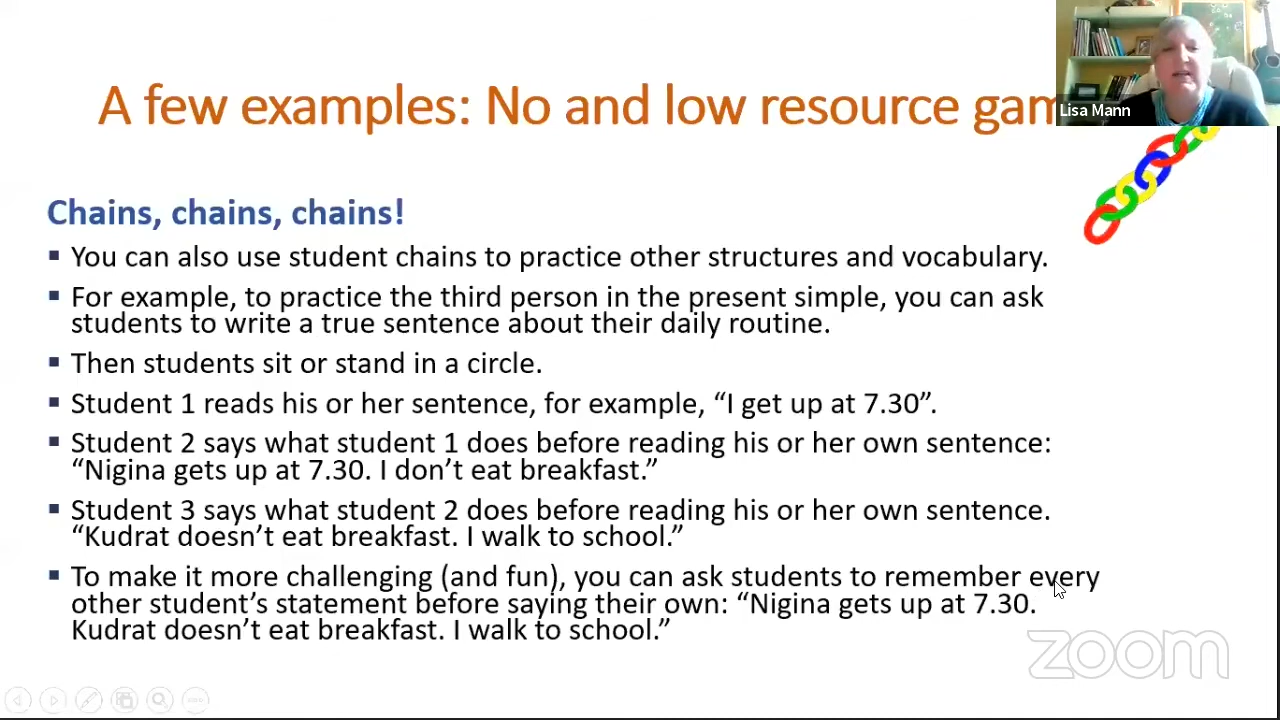 A few examples: No and low resource gam
Lisa Mann
Chains, chains, chains!
▪ You can also use student chains to practice other structures and vocabulary.
▪ For example, to practice the third person in the present simple, you can ask
students to write a true sentence about their daily routine.
▪ Then students sit or stand in a circle.
▪ Student 1 reads his or her sentence, for example, “I get up at 7.30”.
▪ Student 2 says what student 1 does before reading his or her own sentence:
“Nigina gets up at 7.30. I don’t eat breakfast.”
▪ Student 3 says what student 2 does before reading his or her own sentence.
“Kudrat doesn’t eat breakfast. I walk to school.”
▪ To make it more challenging (and fun), you can ask students to remember every
other student’s statement before saying their own: “Nigina gets up at 7.30.
Kudrat doesn’t eat breakfast. I walk to school.”
zoom